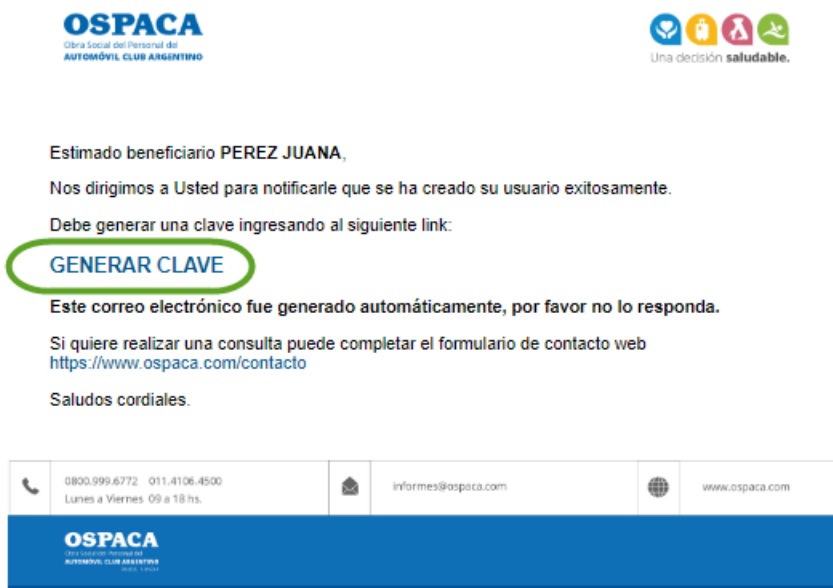 OSPACA
Obra Social del Personal del
AUTOMÓVIL CLUB ARGENTINO
Una decisión saludable.
Estimado beneficiario PEREZ JUANA,
Nos dirigimos a Usted para notificarle que se ha creado su usuario exitosamente.
Debe generar una clave ingresando al siguiente link:
GENERAR CLAVE
Este correo electrónico fue generado automáticamente, por favor no lo responda.
Si quiere realizar una consulta puede completar el formulario de contacto web
https://www.ospaca.com/contacto
Saludos cordiales.
0800.999.6772 011.4106.4500
Lunes a Viernes 09 a 18 hs.
informes@ospaca.com
www.ospaca.com
OSPACA
Obra Social del Personal del
AUTOMÓVIL CLUB ARGENTINO